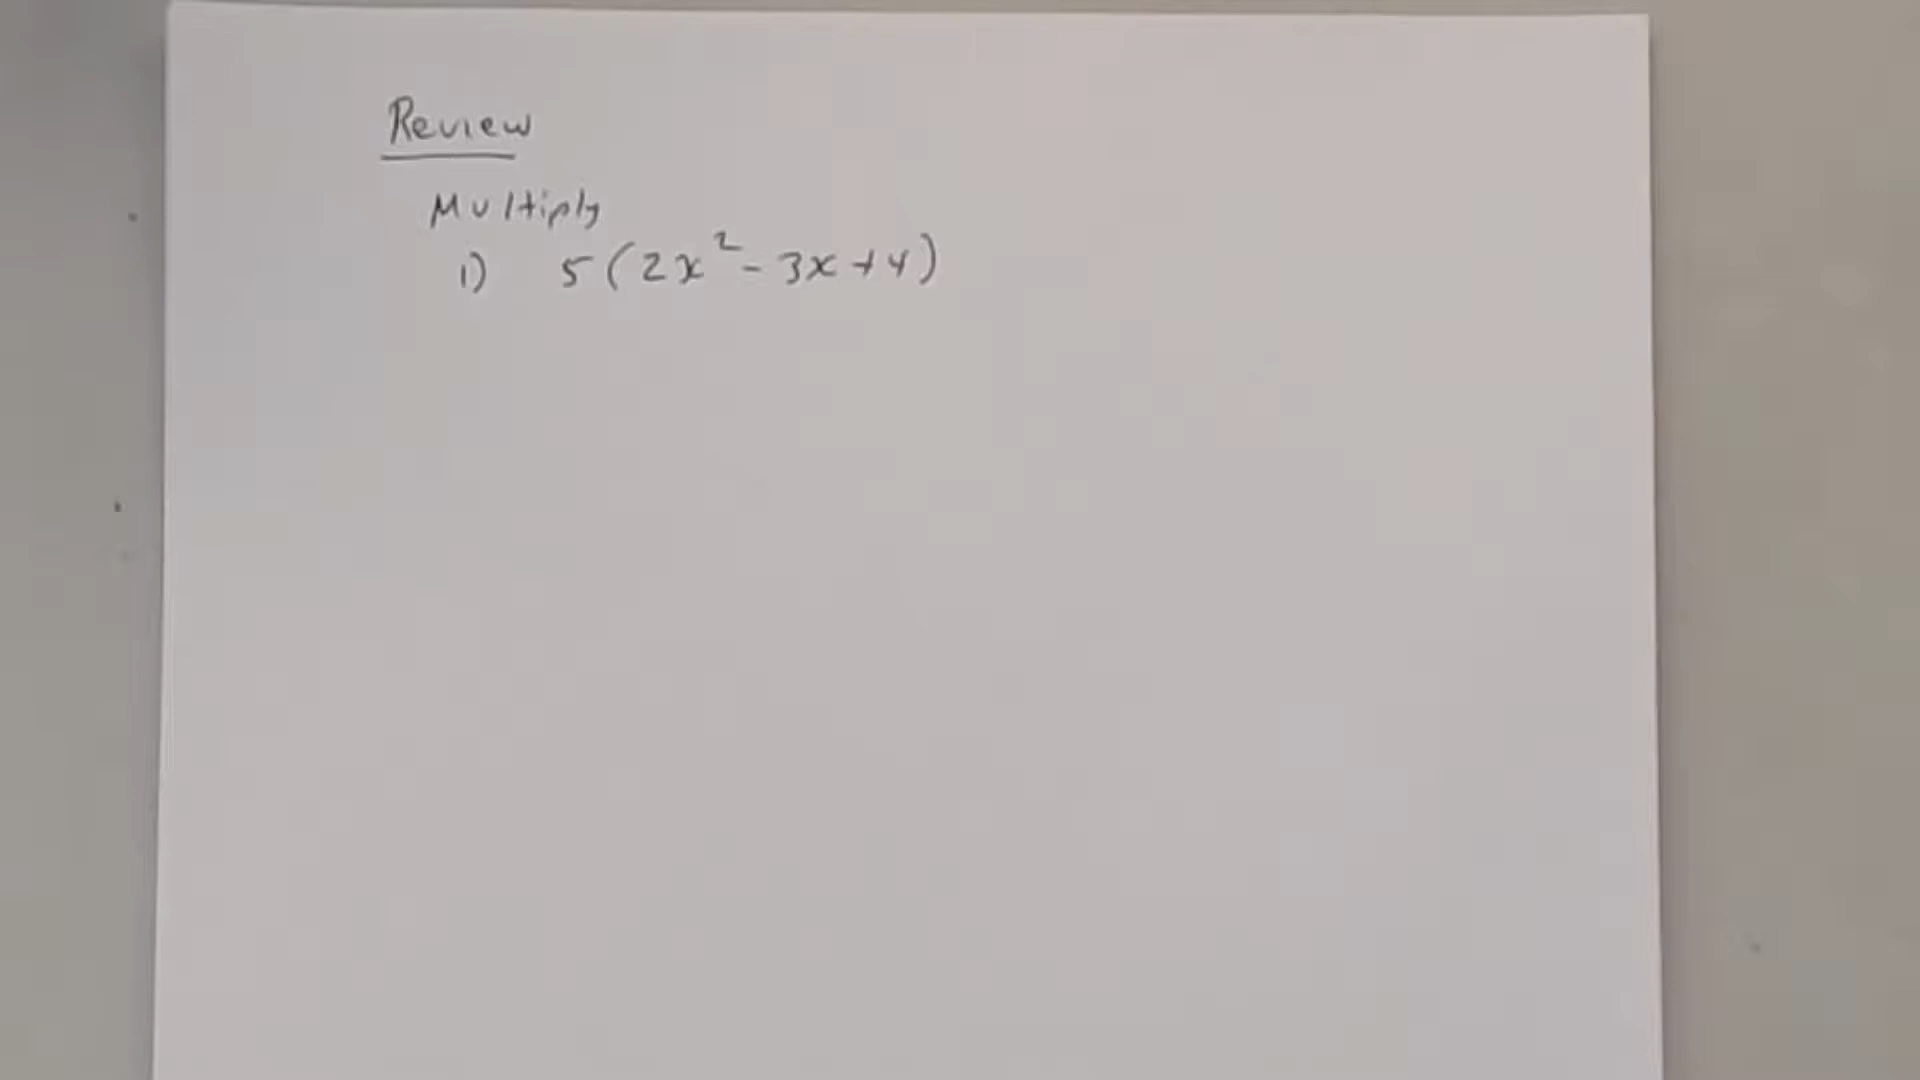 Review
Multiply
1) 5(2x² - 3x + 4)